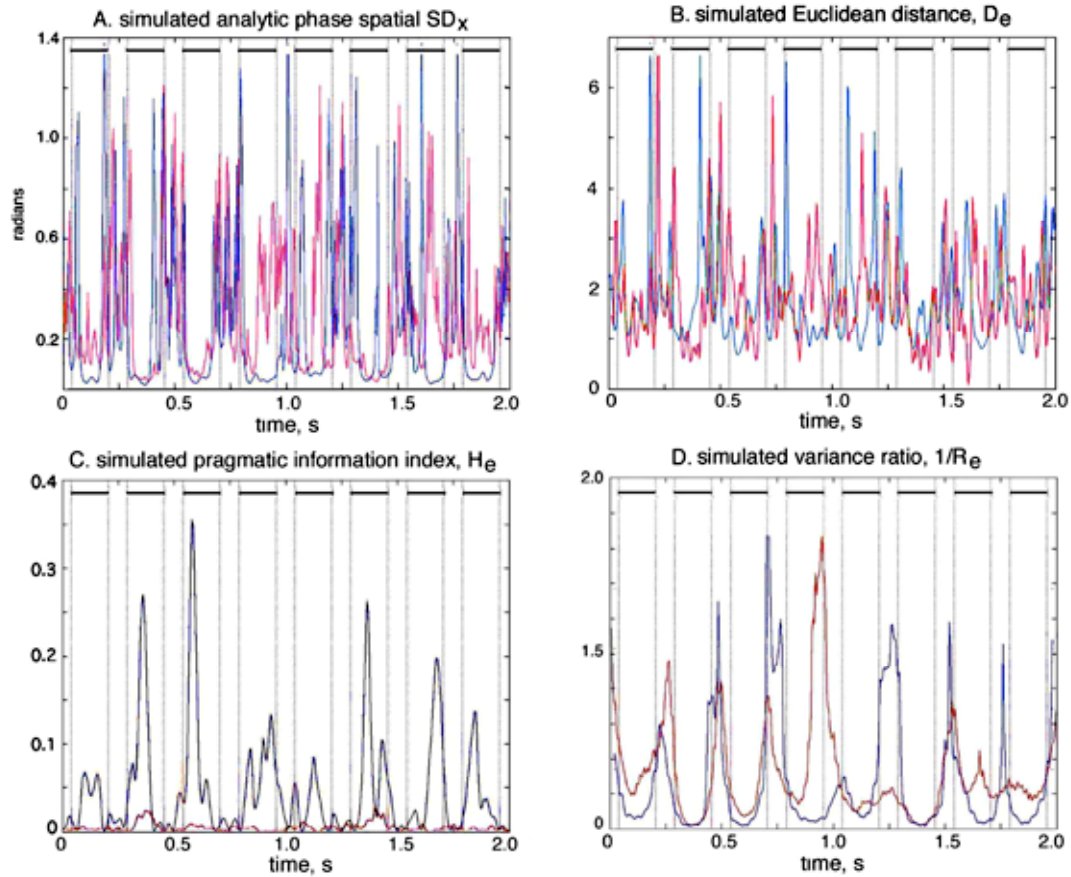 A. simulated analytic phase spatial SDx
1.4
1.0
radians
0.6
0.2
0 0.5 1.0 1.5 2.0
time, s
B. simulated Euclidean distance, De
6
4
2
0
0 0.5 1.0 1.5 2.0
time, s
C. simulated pragmatic information index, He
0.4
0.3
0.2
0.1
0
0 0.5 1.0 1.5 2.0
time, s
D. simulated variance ratio, 1/Re
2.0
1.5
0
0 0.5 1.0 1.5 2.0
time, s